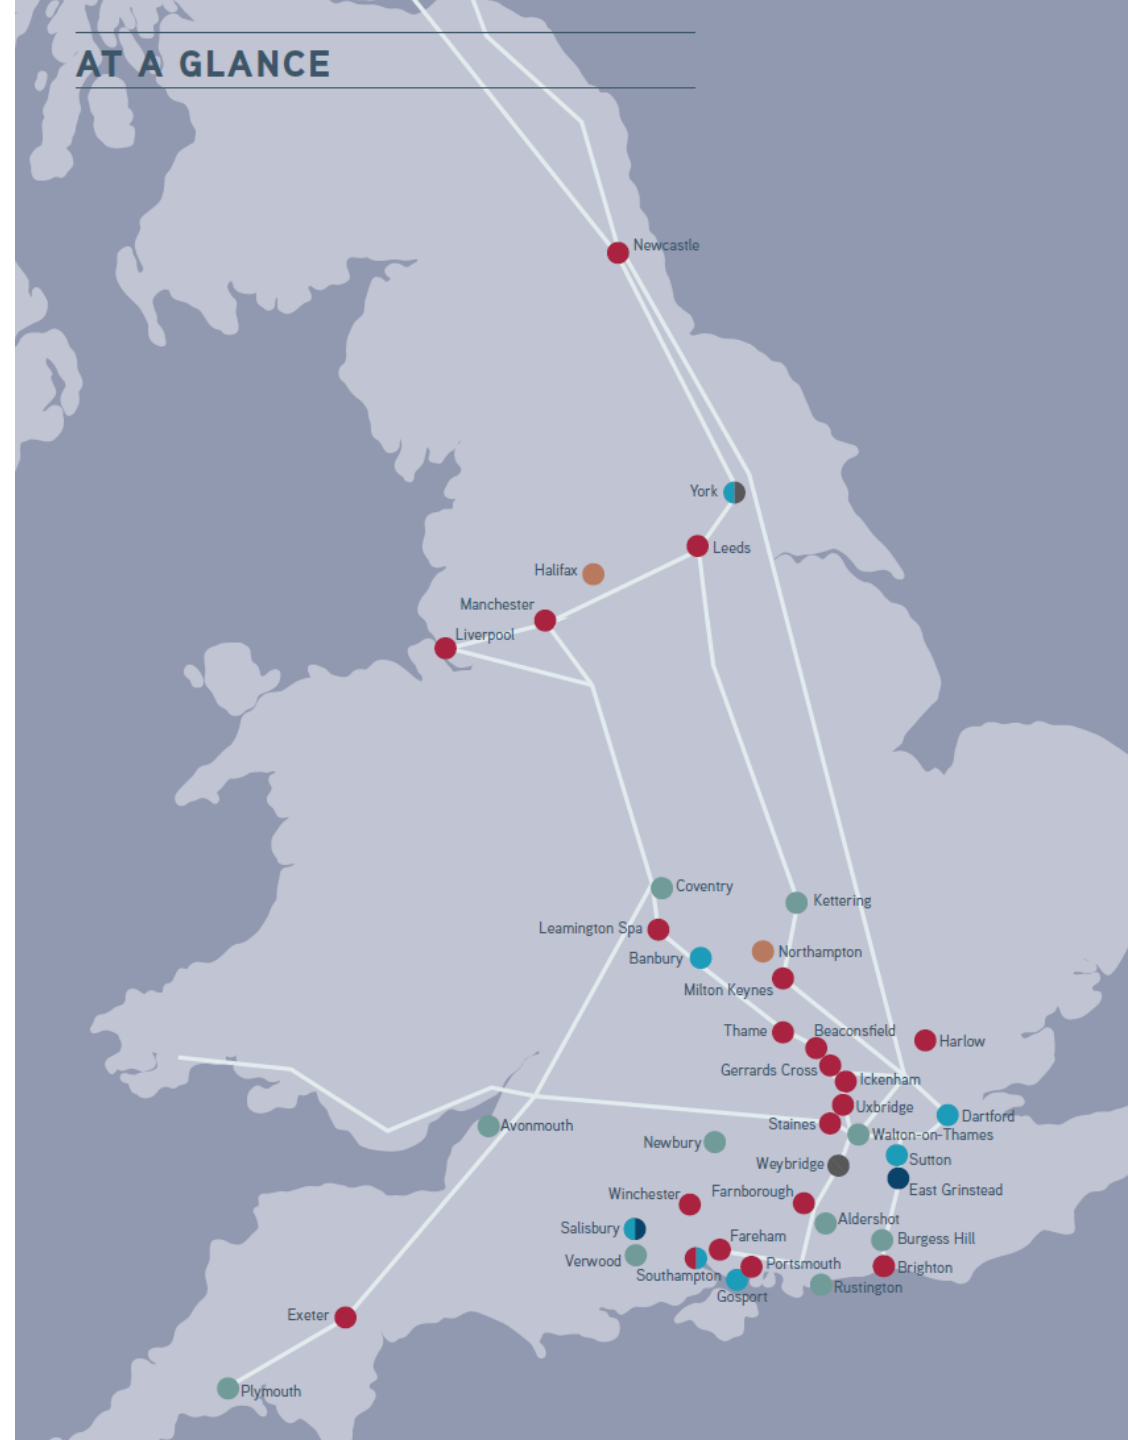 AT A GLANCE
Newcastle
York
Leeds
Halifax
Manchester
Liverpool
Coventry
Kettering
Leamington Spa
Northampton
Banbury
Milton Keynes
Thame
Beaconsfield
Harlow
Gerrards Cross
Ickenham
Uxbridge
Dartford
Staines
Avonmouth
Walton-on-Thames
Newbury
Sutton
Weybridge
East Grinstead
Farnborough
Winchester
Aldershot
Salisbury
Fareham
Burgess Hill
Verwood
Portsmouth
Brighton
Southampton
Rustington
Gosport
Exeter
Plymouth